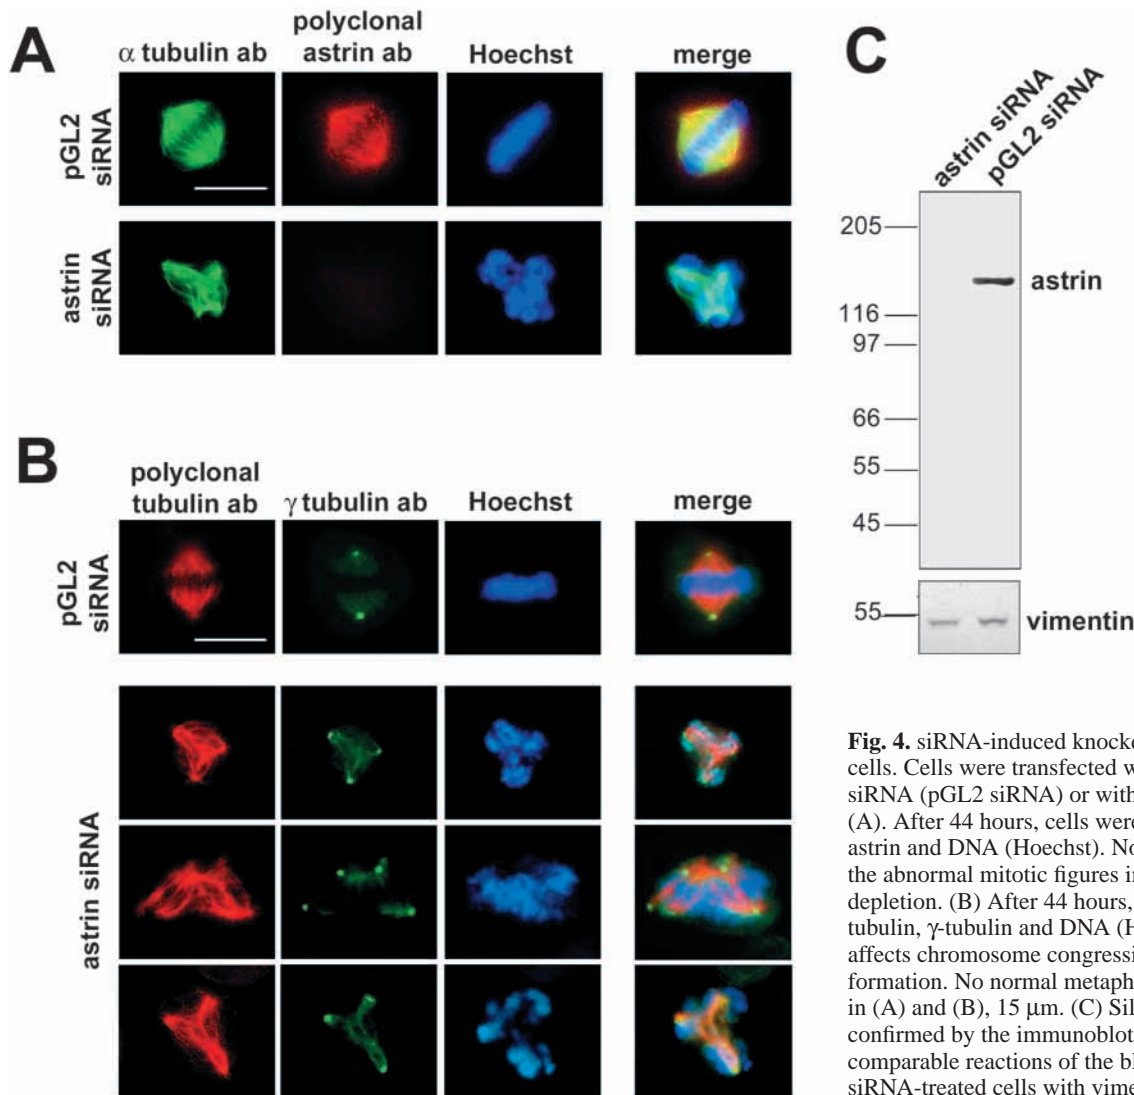 A
α tubulin ab
polyclonal
astrin ab
Hoechst
merge
pGL2
siRNA
astrin
siRNA
B
polyclonal
tubulin ab
γ tubulin ab
Hoechst
merge
pGL2
siRNA
astrin siRNA
C
astrin siRNA
pGL2 siRNA
205
116
97
66
55
45
astrin
55
vimentin
Fig. 4. siRNA-induced knocke
cells. Cells were transfected w
siRNA (pGL2 siRNA) or with
(A). After 44 hours, cells were
astrin and DNA (Hoechst). No
the abnormal mitotic figures in
depletion. (B) After 44 hours,
tubulin, γ-tubulin and DNA (H
affects chromosome congressi
formation. No normal metaph
in (A) and (B), 15 μm. (C) Sil
confirmed by the immunoblot
comparable reactions of the bl
siRNA-treated cells with vime